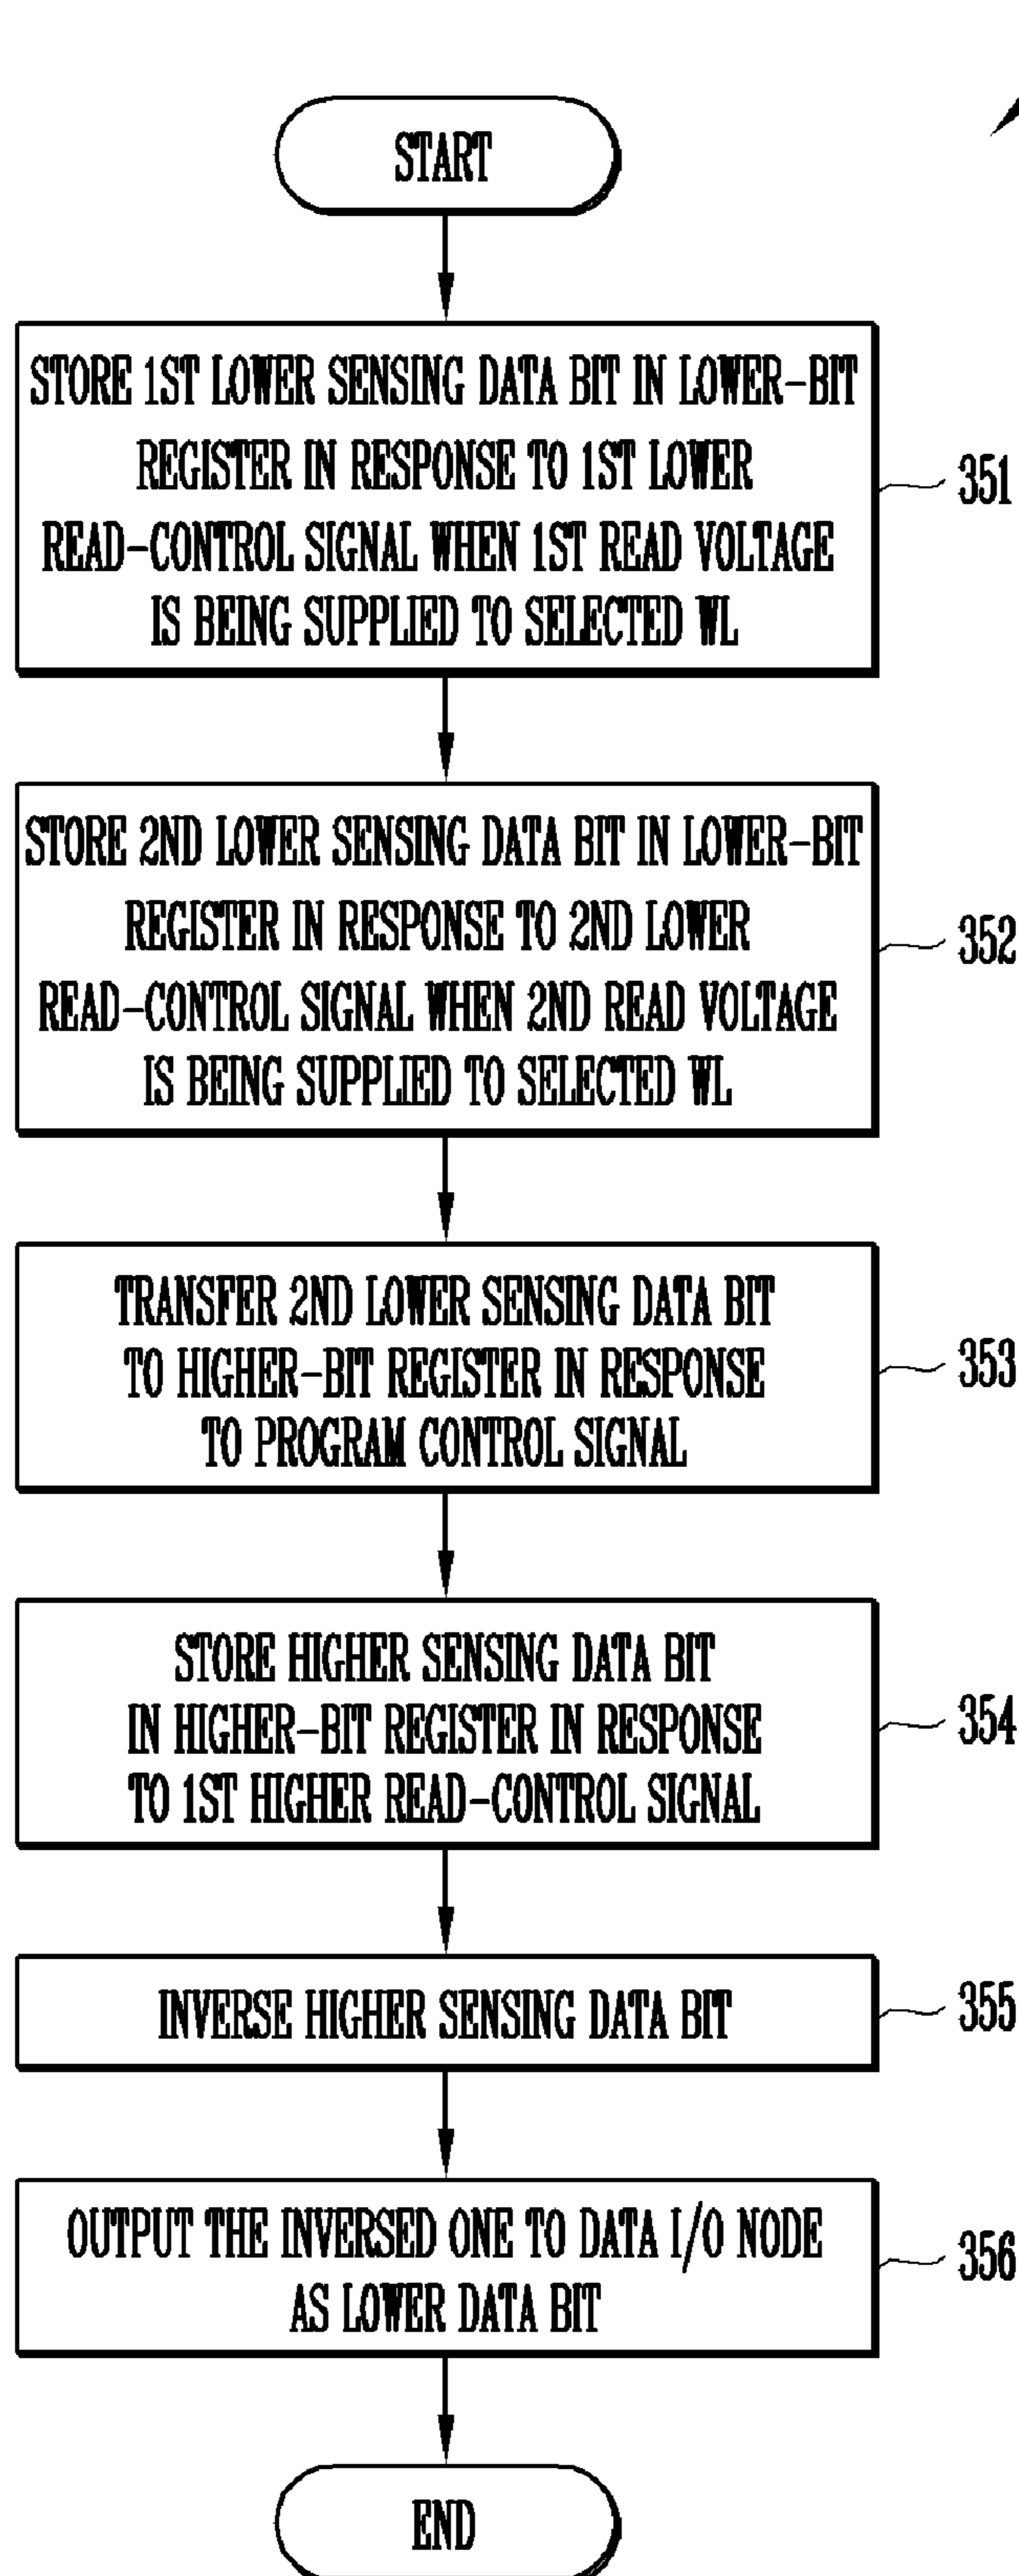 START
STORE 1ST LOWER SENSING DATA BIT IN LOWER-BIT
REGISTER IN RESPONSE TO 1ST LOWER
READ-CONTROL SIGNAL WHEN 1ST READ VOLTAGE
IS BEING SUPPLIED TO SELECTED WL
351
STORE 2ND LOWER SENSING DATA BIT IN LOWER-BIT
REGISTER IN RESPONSE TO 2ND LOWER
READ-CONTROL SIGNAL WHEN 2ND READ VOLTAGE
IS BEING SUPPLIED TO SELECTED WL
352
TRANSFER 2ND LOWER SENSING DATA BIT
TO HIGHER-BIT REGISTER IN RESPONSE
TO PROGRAM CONTROL SIGNAL
353
STORE HIGHER SENSING DATA BIT
IN HIGHER-BIT REGISTER IN RESPONSE
TO 1ST HIGHER READ-CONTROL SIGNAL
354
INVERSE HIGHER SENSING DATA BIT
355
OUTPUT THE INVERSED ONE TO DATA I/O NODE
AS LOWER DATA BIT
356
END